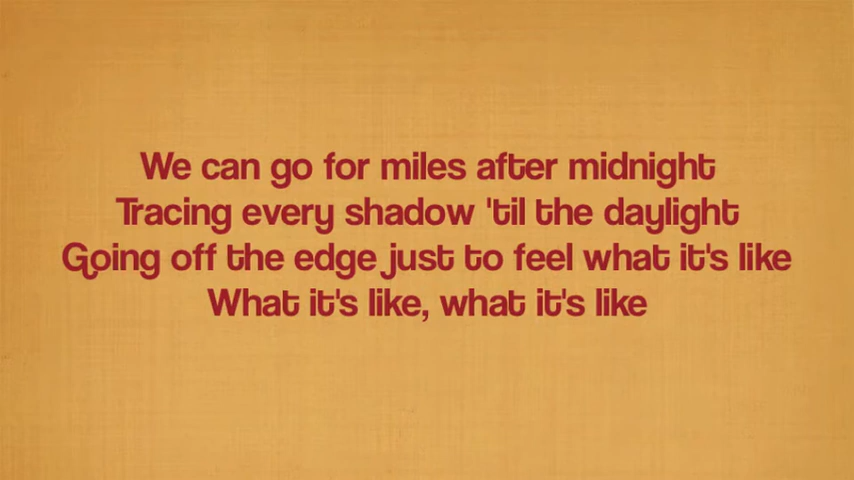 We can go for miles after midnight
Tracing every shadow 'til the daylight
Going off the edge just to feel what it's like
What it's like, what it's like